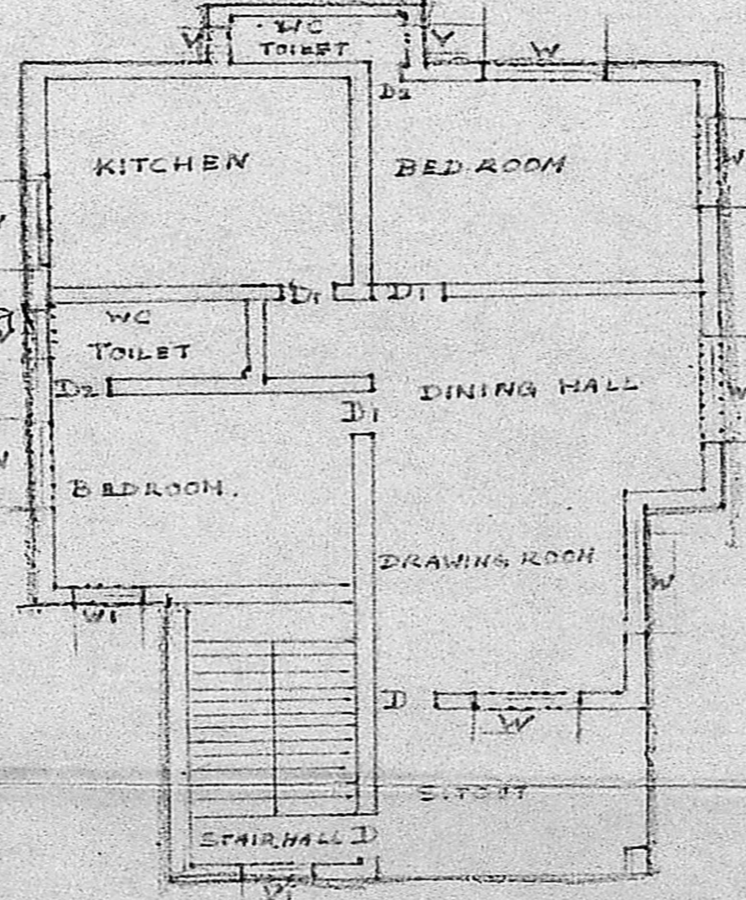 WC
V TOILET V
W
D2
KITCHEN
BED ROOM
W
D1
D1
WC
TOILET
D2
DINING HALL
W
D1
BEDROOM.
DRAWING ROOM
W
W1
D
W
S.TOUT
STAIR HALL D